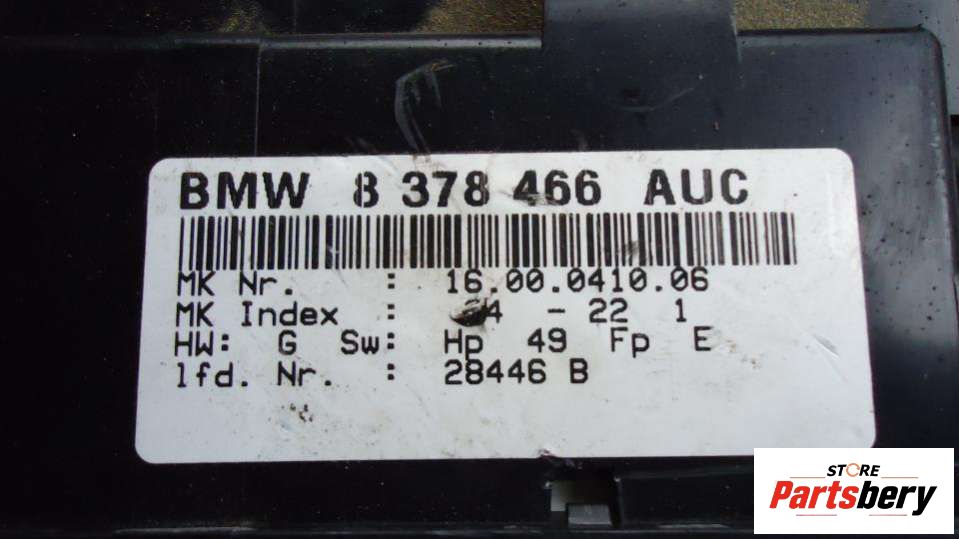 BMW 8 378 466 AUC
MK Nr. : 16.00.0410.06
MK Index : 4 - 22 1
HW: G Sw: Hp 49 Fp E
lfd. Nr. : 28446 B
STORE
Partsbery